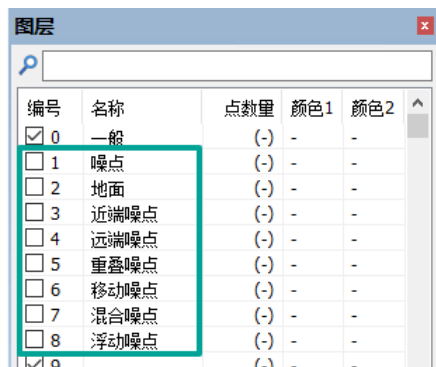 图层
编号 名称 点数量 颜色1 颜色2
0 一般 (-) - -
1 噪点 (-) - -
2 地面 (-) - -
3 近端噪点 (-) - -
4 远端噪点 (-) - -
5 重叠噪点 (-) - -
6 移动噪点 (-) - -
7 混合噪点 (-) - -
8 浮动噪点 (-) - -
9 (-) - -